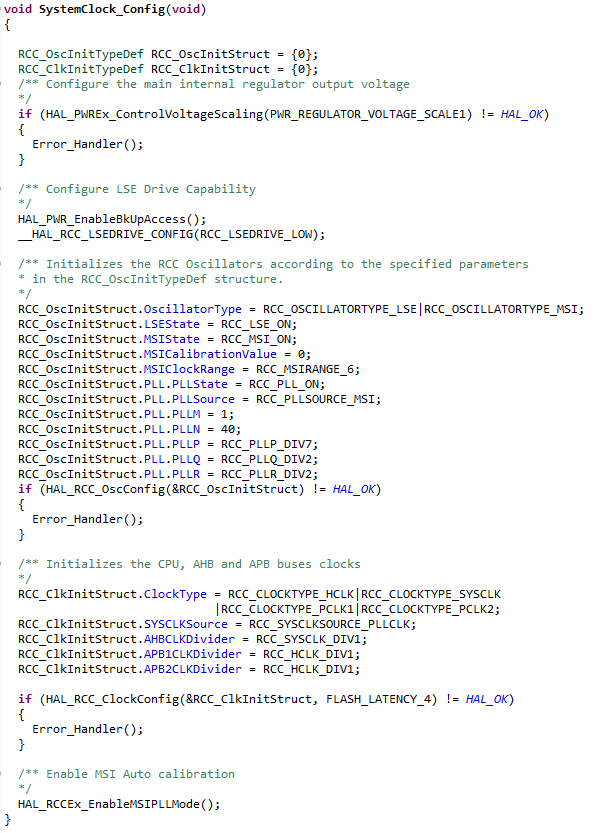 void SystemClock_Config(void)
{
RCC_OscInitTypeDef RCC_OscInitStruct = {0};
RCC_ClkInitTypeDef RCC_ClkInitStruct = {0};
/** Configure the main internal regulator output voltage
*/
if (HAL_PWREx_ControlVoltageScaling(PWR_REGULATOR_VOLTAGE_SCALE1) != HAL_OK)
{
Error_Handler();
}
/** Configure LSE Drive Capability
*/
HAL_PWR_EnableBkUpAccess();
__HAL_RCC_LSEDRIVE_CONFIG(RCC_LSEDRIVE_LOW);
/** Initializes the RCC Oscillators according to the specified parameters
* in the RCC_OscInitTypeDef structure.
*/
RCC_OscInitStruct.OscillatorType = RCC_OSCILLATORTYPE_LSE|RCC_OSCILLATORTYPE_MSI;
RCC_OscInitStruct.LSEState = RCC_LSE_ON;
RCC_OscInitStruct.MSIState = RCC_MSI_ON;
RCC_OscInitStruct.MSICalibrationValue = 0;
RCC_OscInitStruct.MSIClockRange = RCC_MSIRANGE_6;
RCC_OscInitStruct.PLL.PLLState = RCC_PLL_ON;
RCC_OscInitStruct.PLL.PLLSource = RCC_PLLSOURCE_MSI;
RCC_OscInitStruct.PLL.PLLM = 1;
RCC_OscInitStruct.PLL.PLLN = 40;
RCC_OscInitStruct.PLL.PLLP = RCC_PLLP_DIV7;
RCC_OscInitStruct.PLL.PLLQ = RCC_PLLQ_DIV2;
RCC_OscInitStruct.PLL.PLLR = RCC_PLLR_DIV2;
if (HAL_RCC_OscConfig(&RCC_OscInitStruct) != HAL_OK)
{
Error_Handler();
}
/** Initializes the CPU, AHB and APB buses clocks
*/
RCC_ClkInitStruct.ClockType = RCC_CLOCKTYPE_HCLK|RCC_CLOCKTYPE_SYSCLK
|RCC_CLOCKTYPE_PCLK1|RCC_CLOCKTYPE_PCLK2;
RCC_ClkInitStruct.SYSCLKSource = RCC_SYSCLKSOURCE_PLLCLK;
RCC_ClkInitStruct.AHBCLKDivider = RCC_SYSCLK_DIV1;
RCC_ClkInitStruct.APB1CLKDivider = RCC_HCLK_DIV1;
RCC_ClkInitStruct.APB2CLKDivider = RCC_HCLK_DIV1;
if (HAL_RCC_ClockConfig(&RCC_ClkInitStruct, FLASH_LATENCY_4) != HAL_OK)
{
Error_Handler();
}
/** Enable MSI Auto calibration
*/
HAL_RCCEx_EnableMSIPLLMode();
}